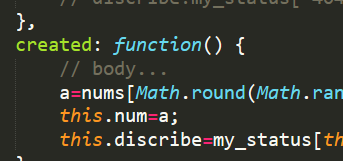 // discribe:my_status[ 404
},
created: function() {
// body...
a=nums[Math.round(Math.ran
this.num=a;
this.discribe=my_status[th